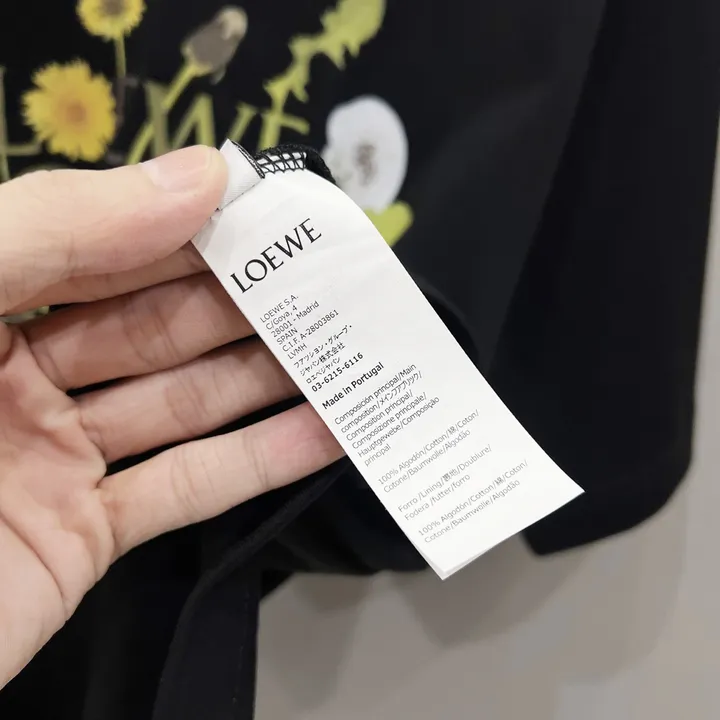 LOEWE
LOEWE
LOEWE S.A.
C/Goya, 4
28001 - Madrid
SPAIN
C.I.F. A-28003861
LVMH
ファッション・グループ・
ジャパン株式会社
ロエベジャパン
03-6215-6116
Made in Portugal
Composición principal/Main
composition/メインファブリック/
Composition principal/
Composizione principale/
Hauptgewebe/Composição
principal
100% Algodón/Cotton/綿/Coton/
Cotone/Baumwolle/Algodão
Forro/Lining/裏地/Doublure/
Fodera/futter/forro
100% Algodón/Cotton/綿/Coton/
Cotone/Baumwolle/Algodão